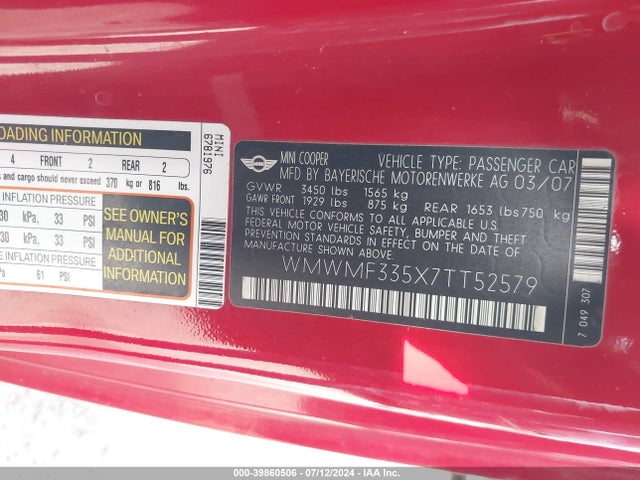 OADING INFORMATION
4 FRONT 2 REAR 2
s and cargo should never exceed 370 kg or 816 lbs.
E INFLATION PRESSURE
30 kPa, 33 PSI
30 kPa, 33 PSI
Pa 61 PSI
SEE OWNER'S
MANUAL FOR
ADDITIONAL
INFORMATION
MINI
6781976
MINI
MINI COOPER VEHICLE TYPE: PASSENGER CAR
MFD BY BAYERISCHE MOTORENWERKE AG 03/07
GVWR 3450 lbs 1565 kg
GAWR FRONT 1929 lbs 875 kg REAR 1653 lbs 750 kg
THIS VEHICLE CONFORMS TO ALL APPLICABLE U.S.
FEDERAL MOTOR VEHICLE SAFETY, BUMPER AND THEFT
PREVENTION STANDARDS IN EFFECT ON THE DATE OF
MANUFACTURE SHOWN ABOVE.
WMWMF335X7TT52579
7 049 307
000-39860506 - 07/12/2024 - IAA Inc.